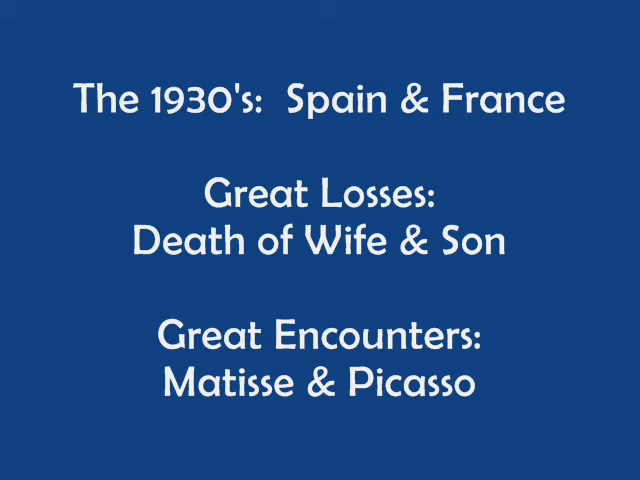 The 1930's:  Spain & France
Great Losses:
Death of Wife & Son
Great Encounters:
Matisse & Picasso